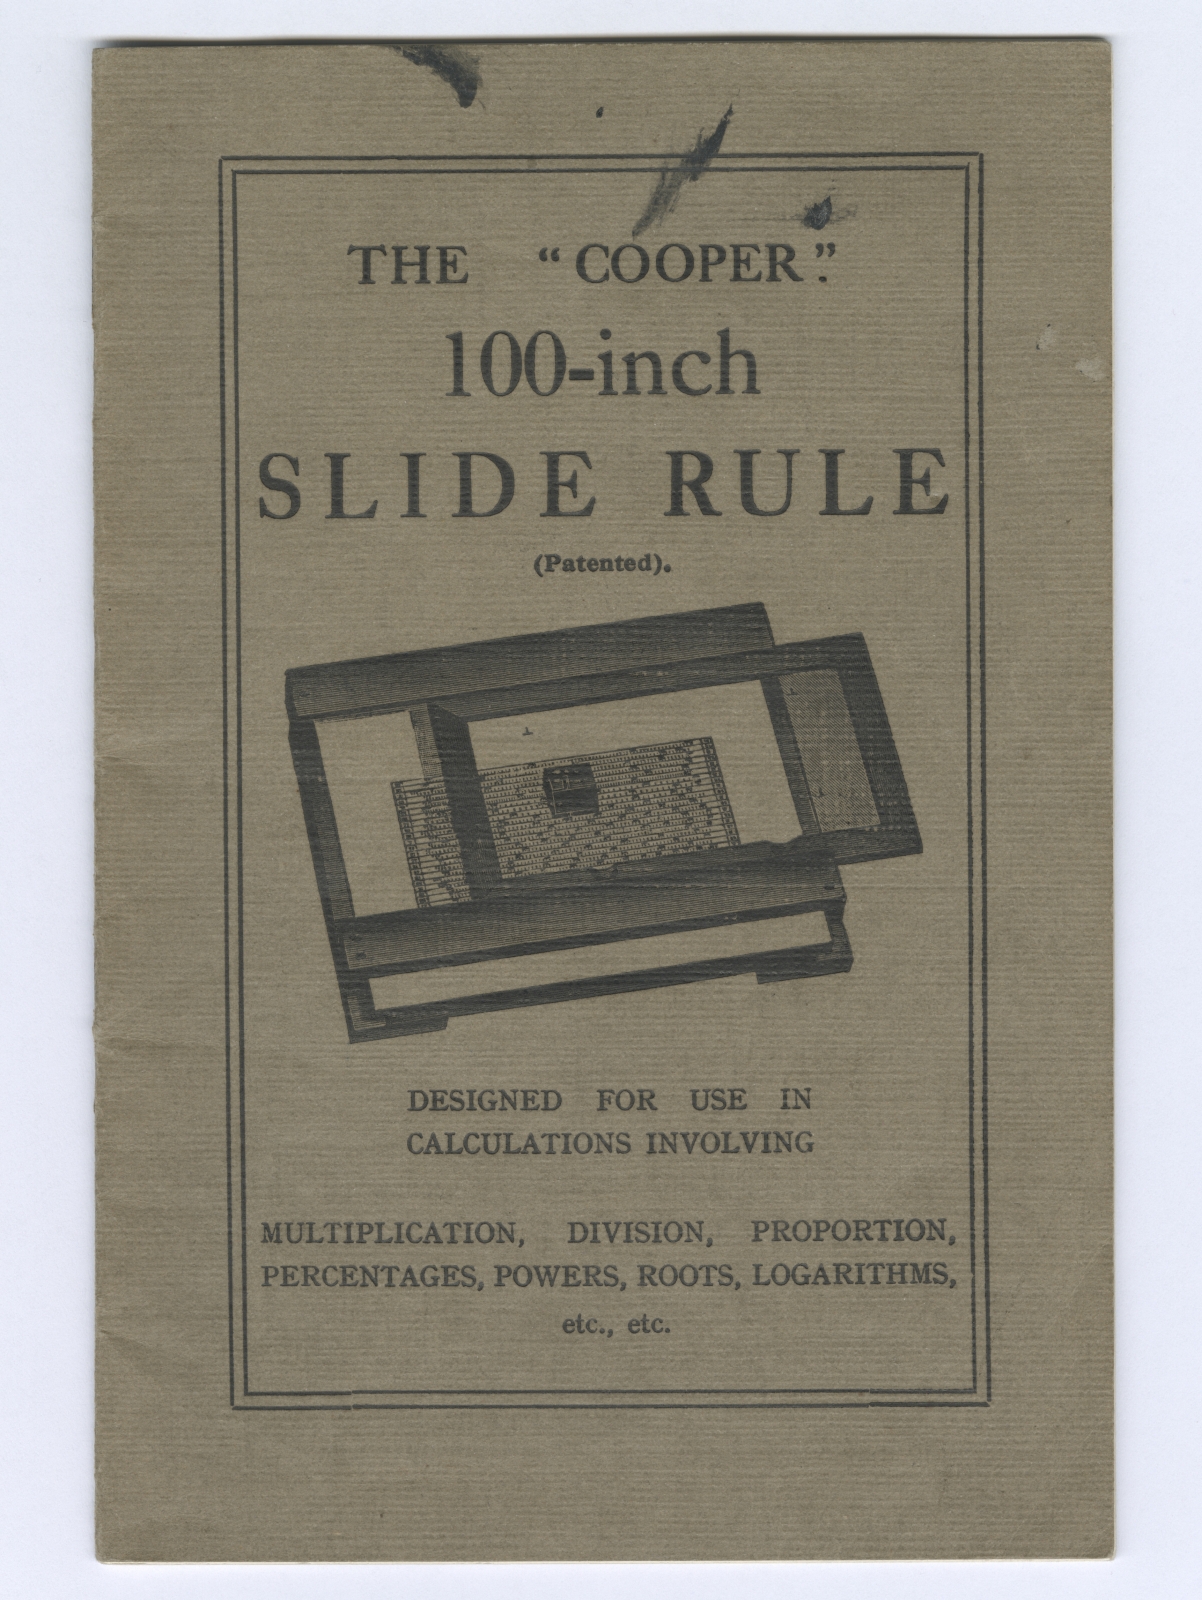 THE "COOPER".
100-inch
SLIDE RULE
(Patented).
DESIGNED FOR USE IN
CALCULATIONS INVOLVING
MULTIPLICATION, DIVISION, PROPORTION,
PERCENTAGES, POWERS, ROOTS, LOGARITHMS,
etc., etc.